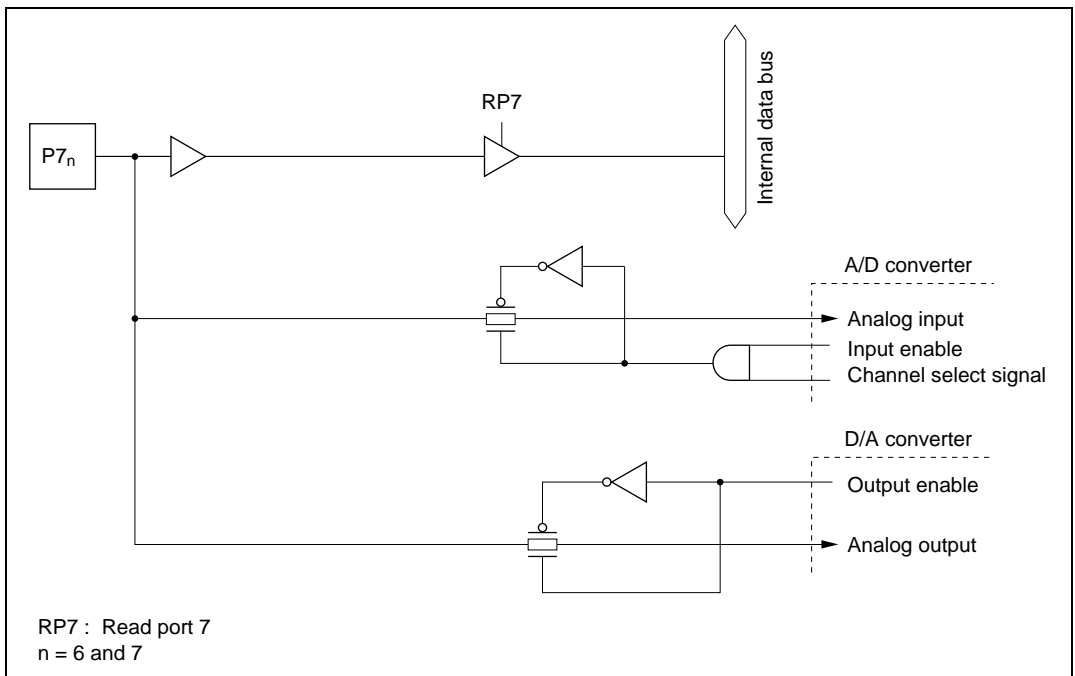 RP7
P7n
Internal data bus
A/D converter
Analog input
Input enable
Channel select signal
D/A converter
Output enable
Analog output
RP7 : Read port 7
n = 6 and 7